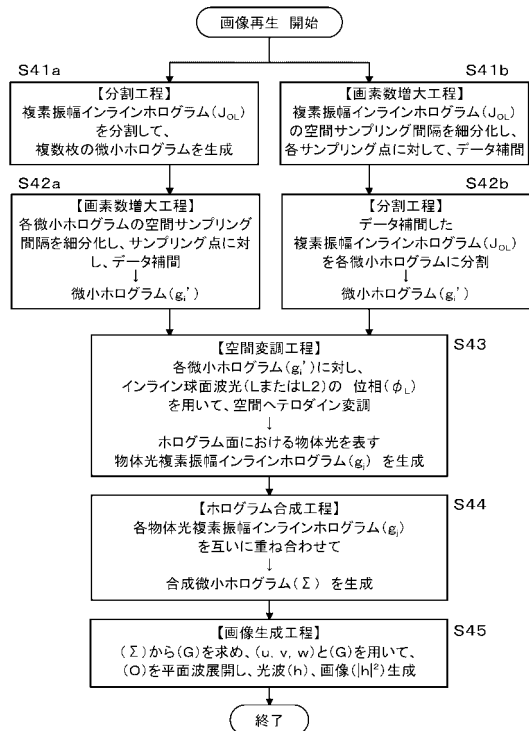 画像再生 開始
S41a
【分割工程】
複素振幅インラインホログラム(J_OL)
を分割して、
複数枚の微小ホログラムを生成
S41b
【画素数増大工程】
複素振幅インラインホログラム(J_OL)
の空間サンプリング間隔を細分化し、
各サンプリング点に対して、データ補間
S42a
【画素数増大工程】
各微小ホログラムの空間サンプリング
間隔を細分化し、サンプリング点に対
し、データ補間
↓
微小ホログラム(g_i')
S42b
【分割工程】
データ補間した
複素振幅インラインホログラム(J_OL)
を各微小ホログラムに分割
↓
微小ホログラム(g_i')
S43
【空間変調工程】
各微小ホログラム(g_i')に対し、
インライン球面波光(LまたはL2)の 位相(φ_L)
を用いて、空間ヘテロダイン変調
↓
ホログラム面における物体光を表す
物体光複素振幅インラインホログラム(g_i) を生成
S44
【ホログラム合成工程】
各物体光複素振幅インラインホログラム(g_i)
を互いに重ね合わせて
↓
合成微小ホログラム(Σ) を生成
S45
【画像生成工程】
(Σ)から(G)を求め、(u, v, w)と(G)を用いて、
(O)を平面波展開し、光波(h)、画像(|h|²)生成
終了